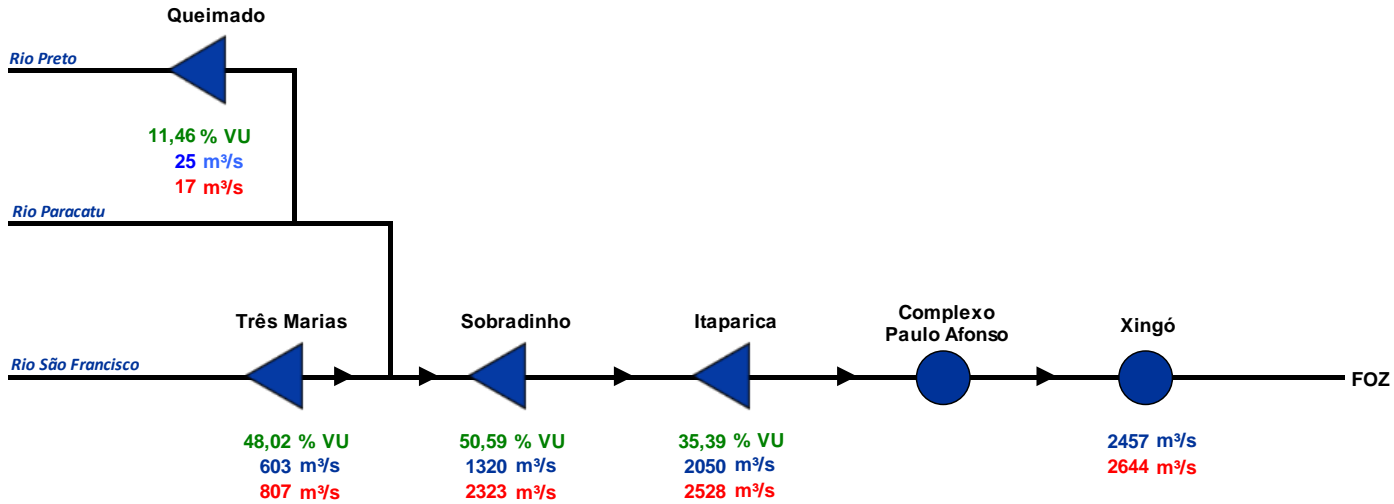 Queimado
Rio Preto
11,46 % VU
25 m³/s
17 m³/s
Rio Paracatu
Três Marias
Sobradinho
Itaparica
Complexo
Paulo Afonso
Xingó
Rio São Francisco
FOZ
48,02 % VU
603 m³/s
807 m³/s
50,59 % VU
1320 m³/s
2323 m³/s
35,39 % VU
2050 m³/s
2528 m³/s
2457 m³/s
2644 m³/s